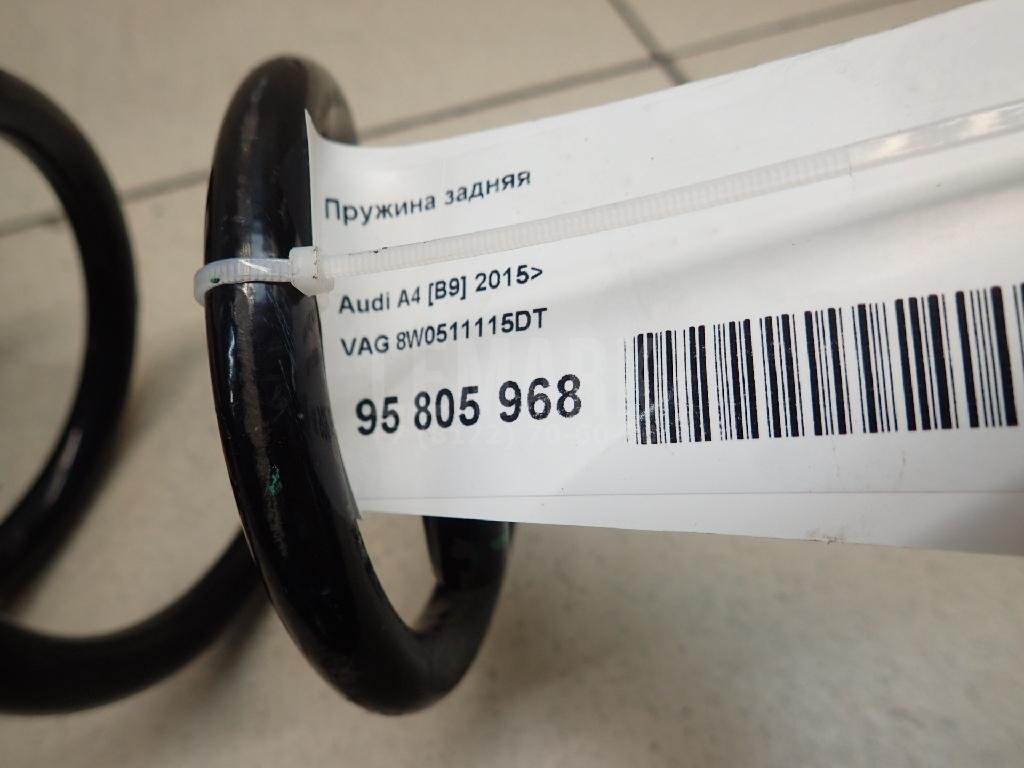 Пружина задняя
Audi A4 [B9] 2015>
VAG 8W0511115DT
95 805 968